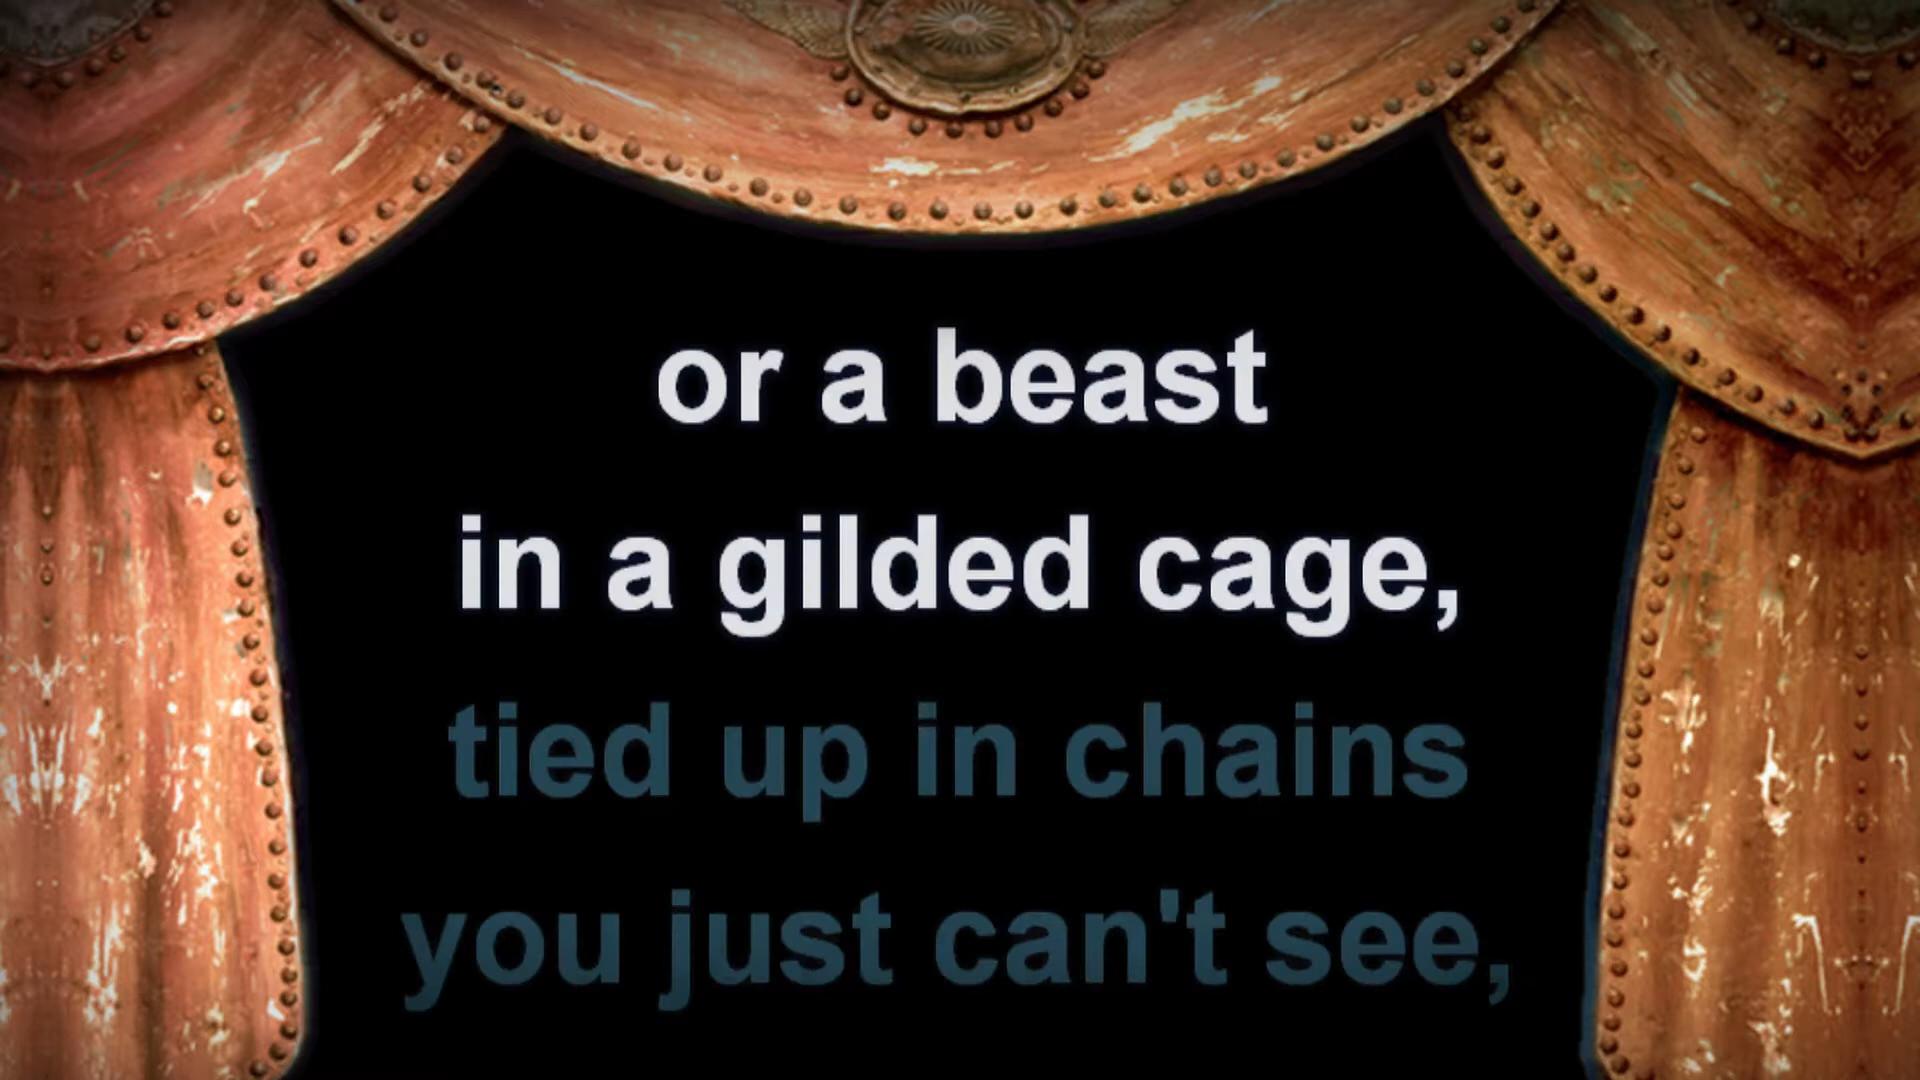 or a beast
in a gilded cage,
tied up in chains
you just can't see,